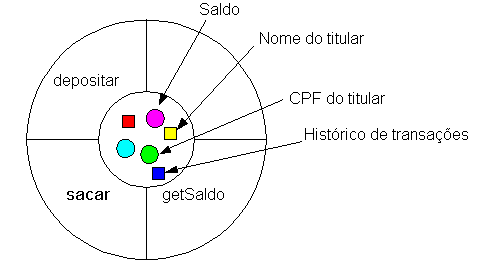 Saldo
Nome do titular
depositar
CPF do titular
Histórico de transações
sacar
getSaldo